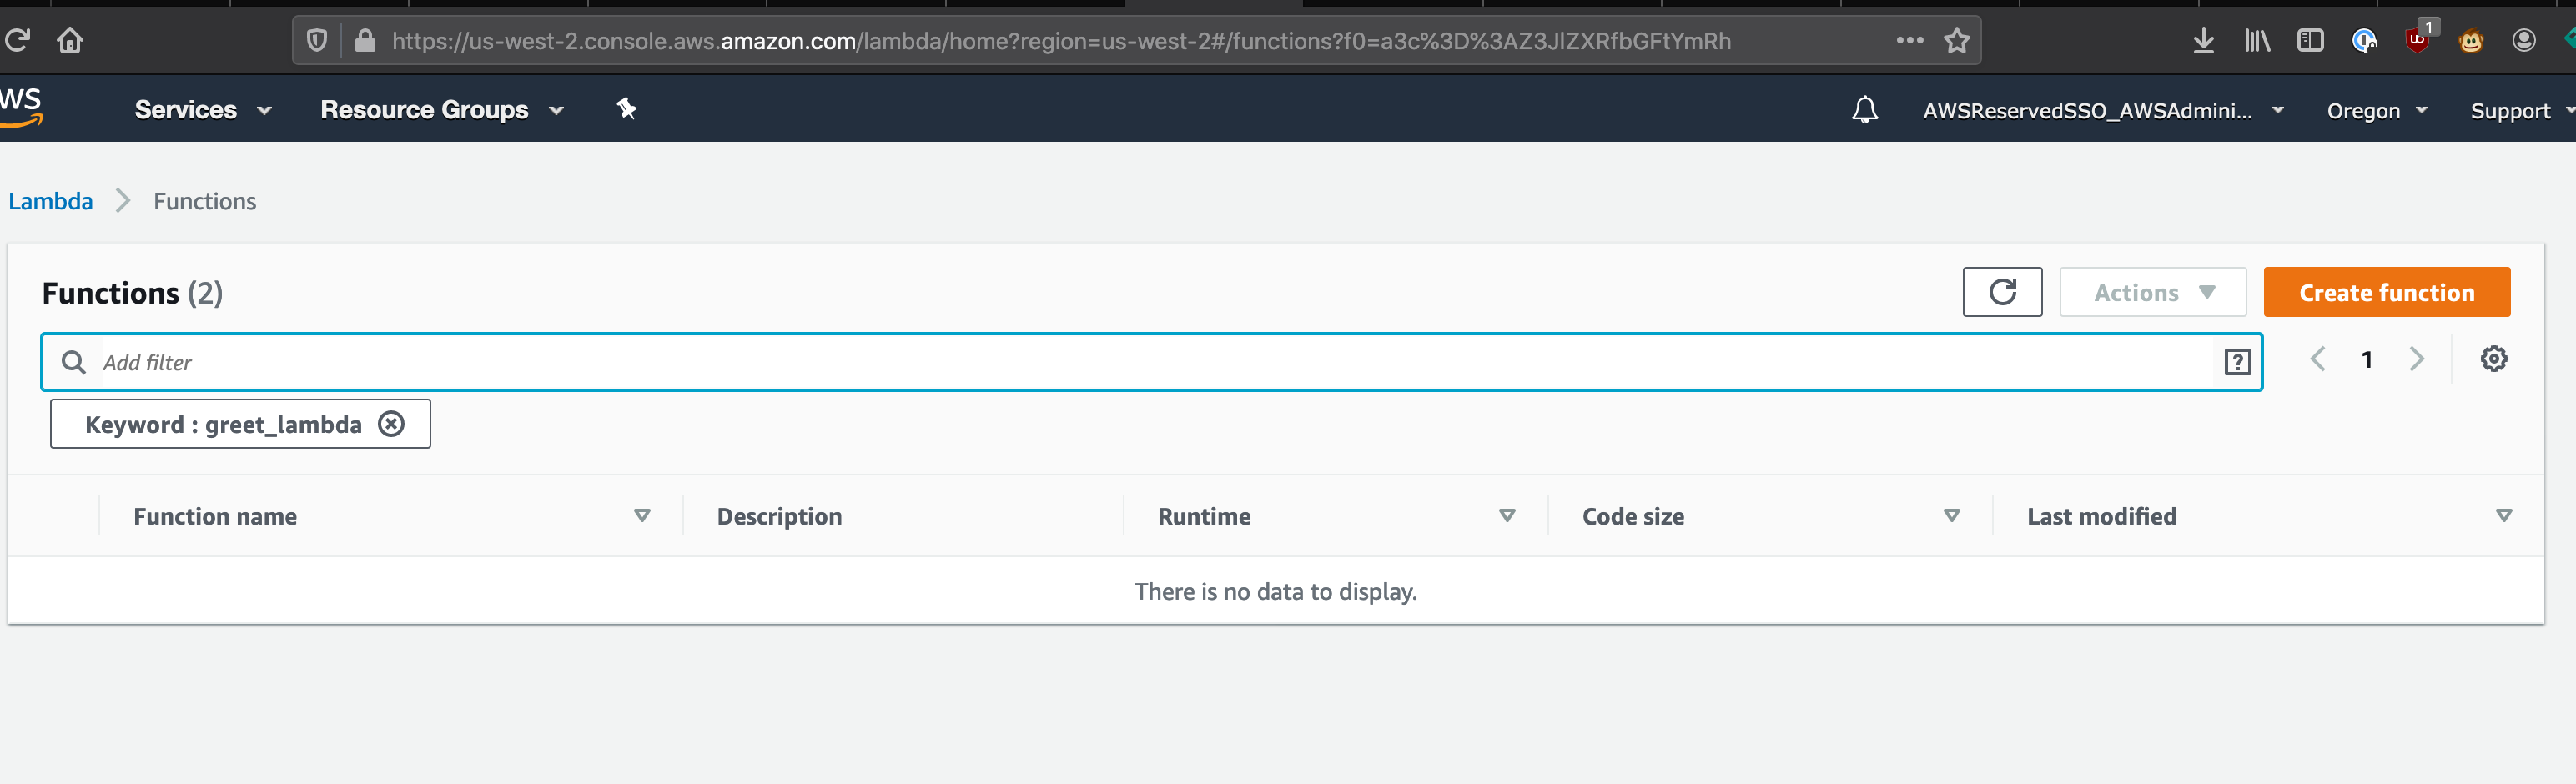 https://us-west-2.console.aws.amazon.com/lambda/home?region=us-west-2#/functions?f0=a3c%3D%3AZ3JlZXRfbGFtYmRh
1
WS
Services
Resource Groups
AWSReservedSSO_AWSAdmini...
Oregon
Support
Lambda
Functions
Functions (2)
Actions
Create function
Add filter
?
1
Keyword : greet_lambda
Function name
Description
Runtime
Code size
Last modified
There is no data to display.